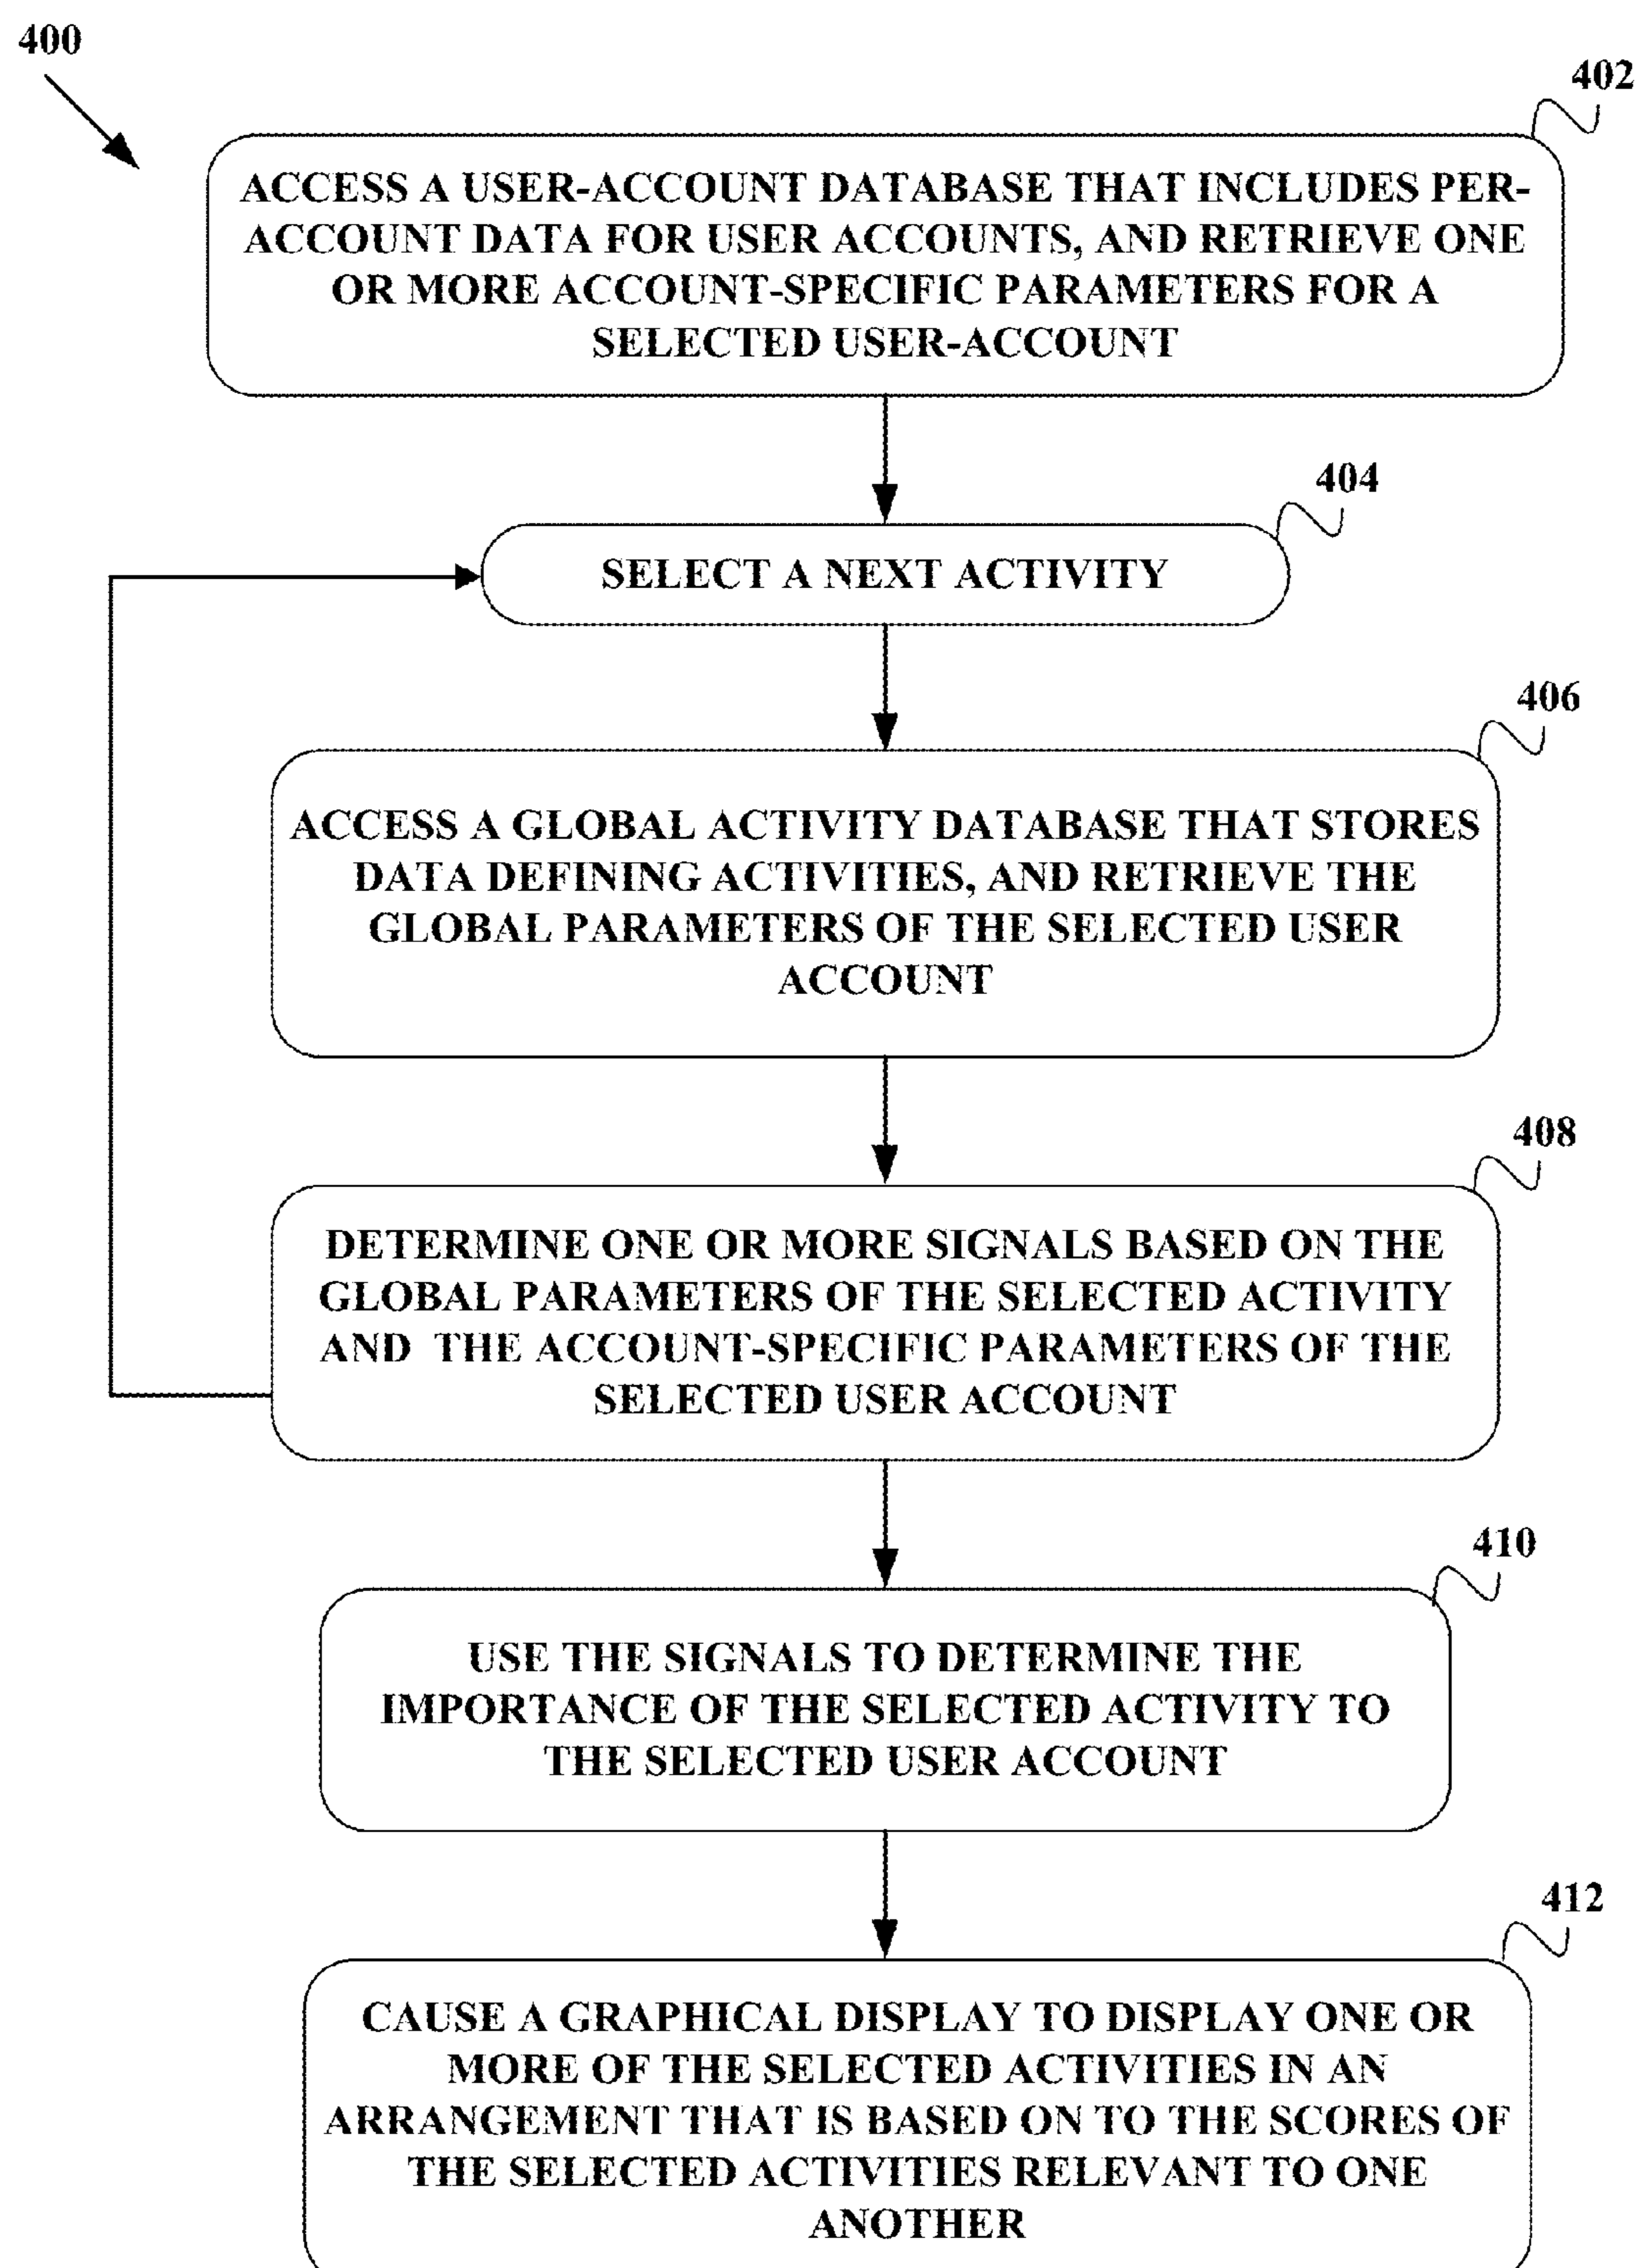 400
402
ACCESS A USER-ACCOUNT DATABASE THAT INCLUDES PER-
ACCOUNT DATA FOR USER ACCOUNTS, AND RETRIEVE ONE
OR MORE ACCOUNT-SPECIFIC PARAMETERS FOR A
SELECTED USER-ACCOUNT
404
SELECT A NEXT ACTIVITY
406
ACCESS A GLOBAL ACTIVITY DATABASE THAT STORES
DATA DEFINING ACTIVITIES, AND RETRIEVE THE
GLOBAL PARAMETERS OF THE SELECTED USER
ACCOUNT
408
DETERMINE ONE OR MORE SIGNALS BASED ON THE
GLOBAL PARAMETERS OF THE SELECTED ACTIVITY
AND THE ACCOUNT-SPECIFIC PARAMETERS OF THE
SELECTED USER ACCOUNT
410
USE THE SIGNALS TO DETERMINE THE
IMPORTANCE OF THE SELECTED ACTIVITY TO
THE SELECTED USER ACCOUNT
412
CAUSE A GRAPHICAL DISPLAY TO DISPLAY ONE OR
MORE OF THE SELECTED ACTIVITIES IN AN
ARRANGEMENT THAT IS BASED ON TO THE SCORES OF
THE SELECTED ACTIVITIES RELEVANT TO ONE
ANOTHER